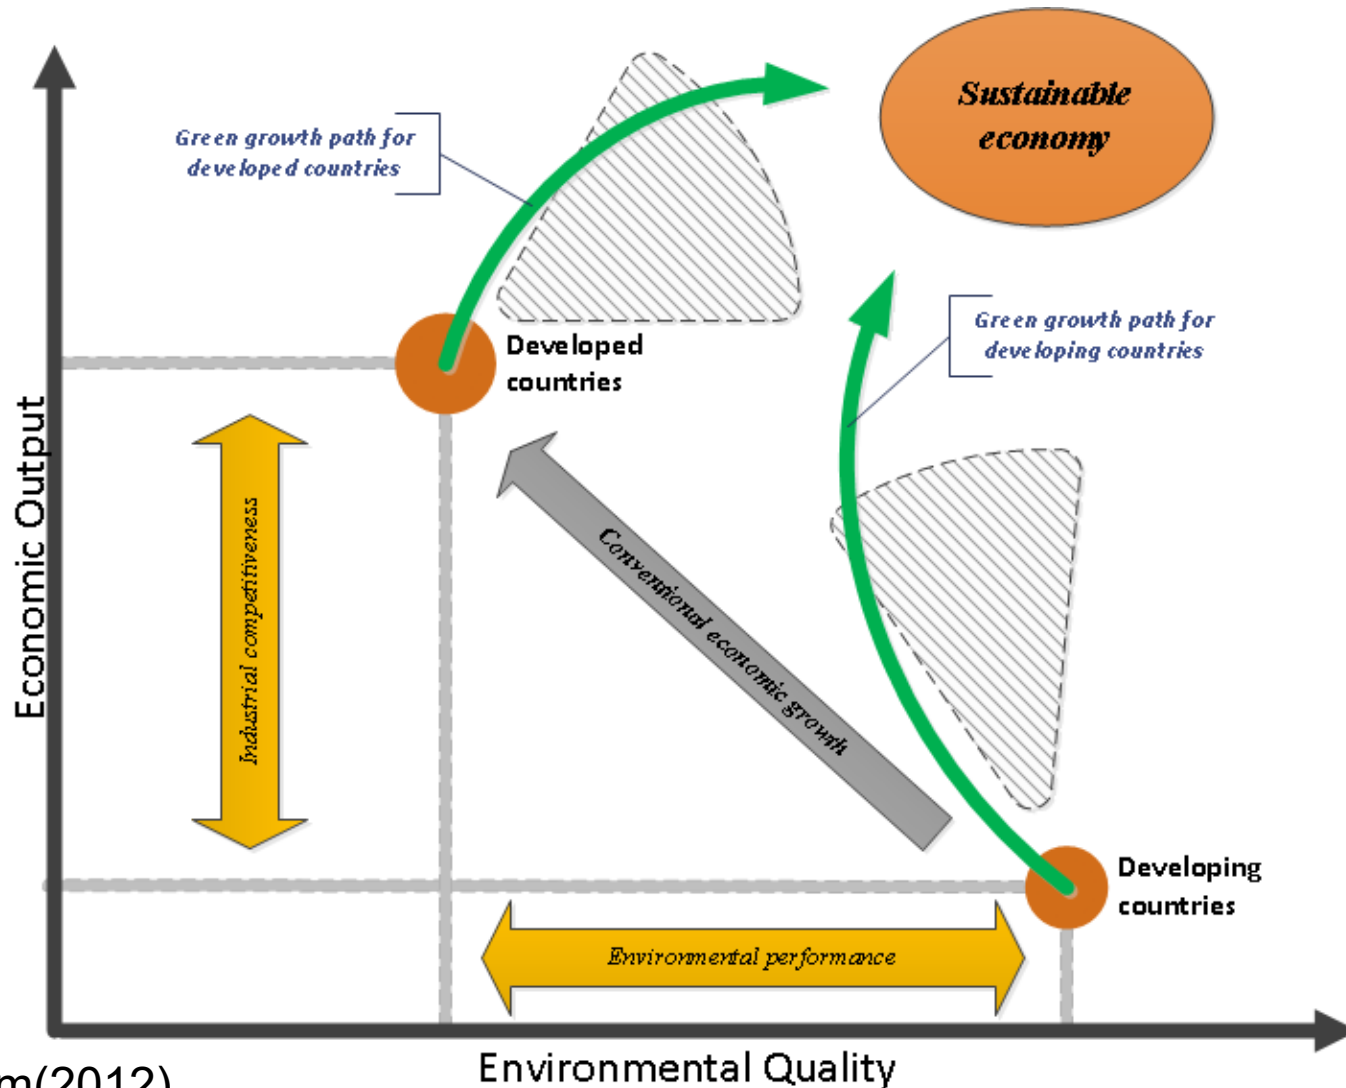 Sustainable
economy
Green growth path for
developed countries
Green growth path for
developing countries
Developed
countries
Economic Output
Industrial competitiveness
Conventional economic growth
Developing
countries
Environmental performance
Environmental Quality
m(2012)